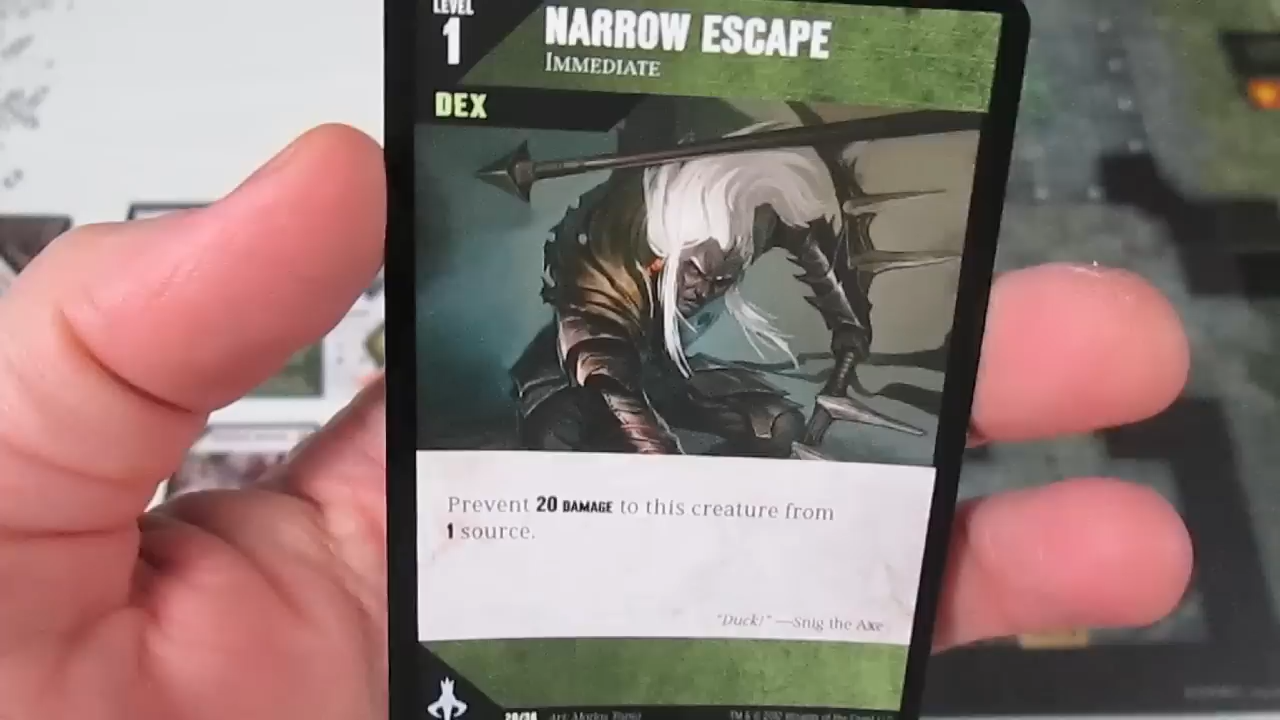 LEVEL
1
NARROW ESCAPE
IMMEDIATE
DEX
Prevent 20 DAMAGE to this creature from
1 source.
"Duck!" —Snig the Axe